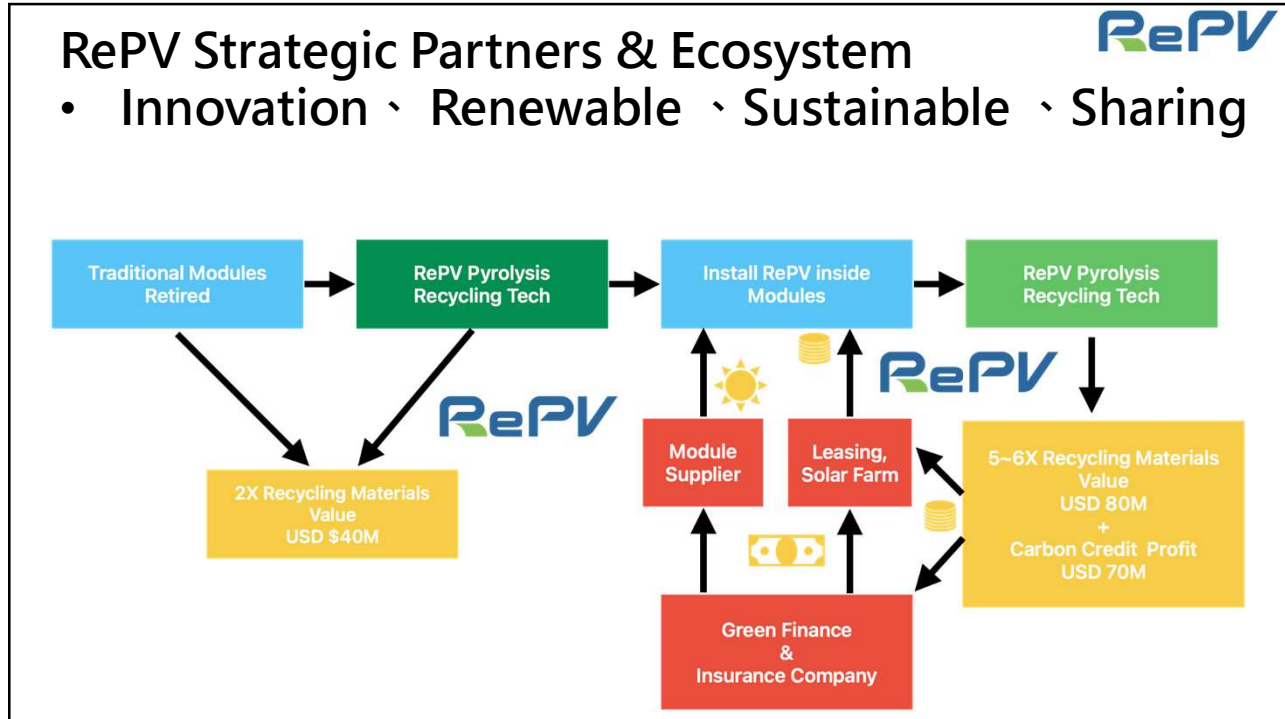 RePV
RePV Strategic Partners & Ecosystem
• Innovation、 Renewable 、Sustainable 、Sharing
Traditional Modules
Retired
RePV Pyrolysis
Recycling Tech
Install RePV inside
Modules
RePV Pyrolysis
Recycling Tech
RePV
RePV
Module
Supplier
Leasing,
Solar Farm
2X Recycling Materials
Value
USD $40M
5~6X Recycling Materials
Value
USD 80M
+
Carbon Credit Profit
USD 70M
Green Finance
&
Insurance Company